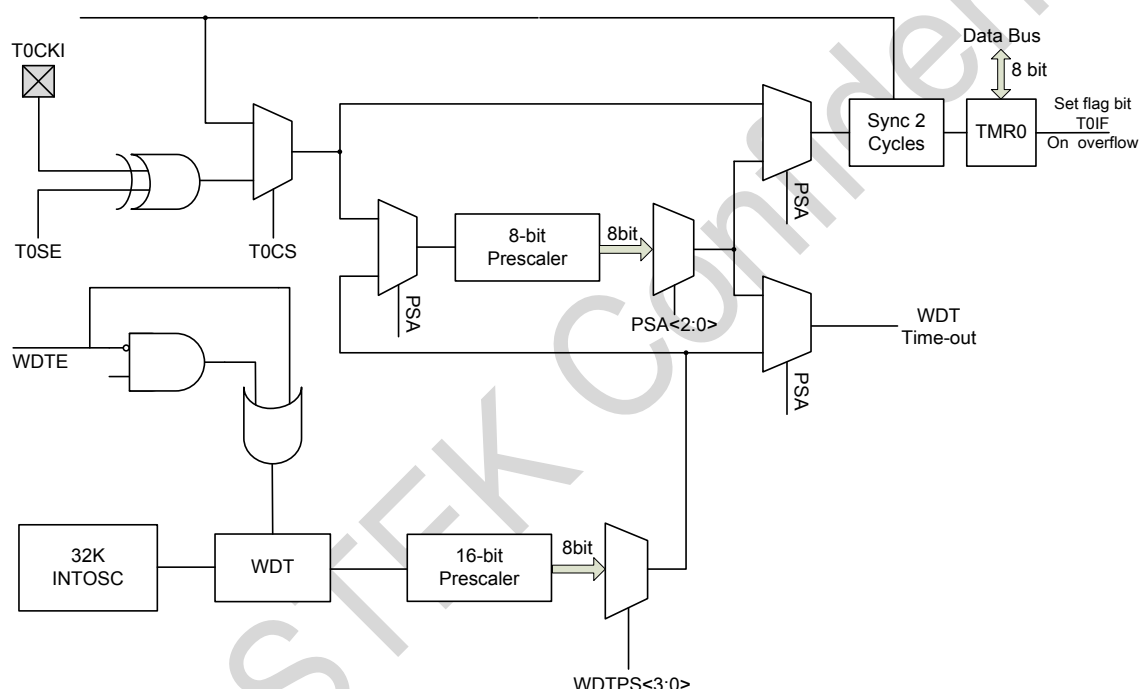 T0CKI
Data Bus
8 bit
Set flag bit
T0IF
On overflow
Sync 2
Cycles
TMR0
PSA
T0SE
T0CS
8-bit
Prescaler
8bit
PSA
PSA<2:0>
WDT
Time-out
PSA
WDTE
32K
INTOSC
WDT
16-bit
Prescaler
8bit
WDTPS<3:0>
STEK Confiden